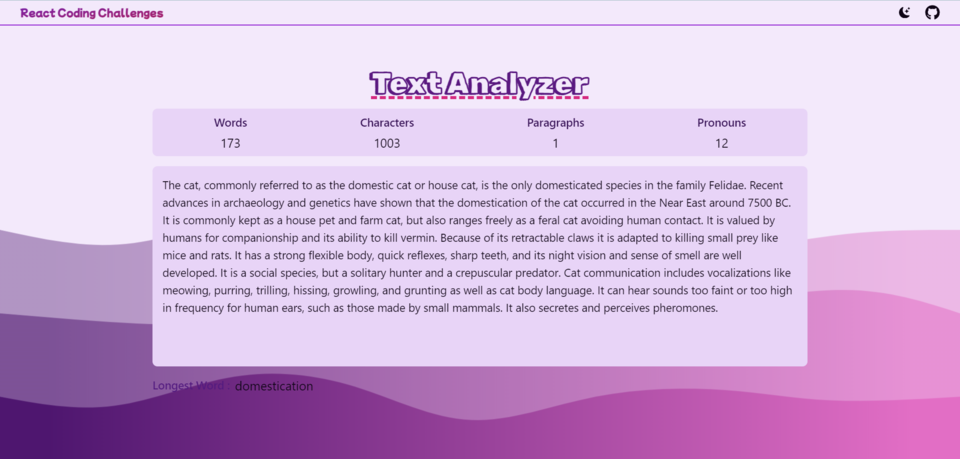 React Coding Challenges
Text Analyzer
Words Characters Paragraphs Pronouns
173 1003 1 12
The cat, commonly referred to as the domestic cat or house cat, is the only domesticated species in the family Felidae. Recent
advances in archaeology and genetics have shown that the domestication of the cat occurred in the Near East around 7500 BC.
It is commonly kept as a house pet and farm cat, but also ranges freely as a feral cat avoiding human contact. It is valued by
humans for companionship and its ability to kill vermin. Because of its retractable claws it is adapted to killing small prey like
mice and rats. It has a strong flexible body, quick reflexes, sharp teeth, and its night vision and sense of smell are well
developed. It is a social species, but a solitary hunter and a crepuscular predator. Cat communication includes vocalizations like
meowing, purring, trilling, hissing, growling, and grunting as well as cat body language. It can hear sounds too faint or too high
in frequency for human ears, such as those made by small mammals. It also secretes and perceives pheromones.
Longest Word : domestication